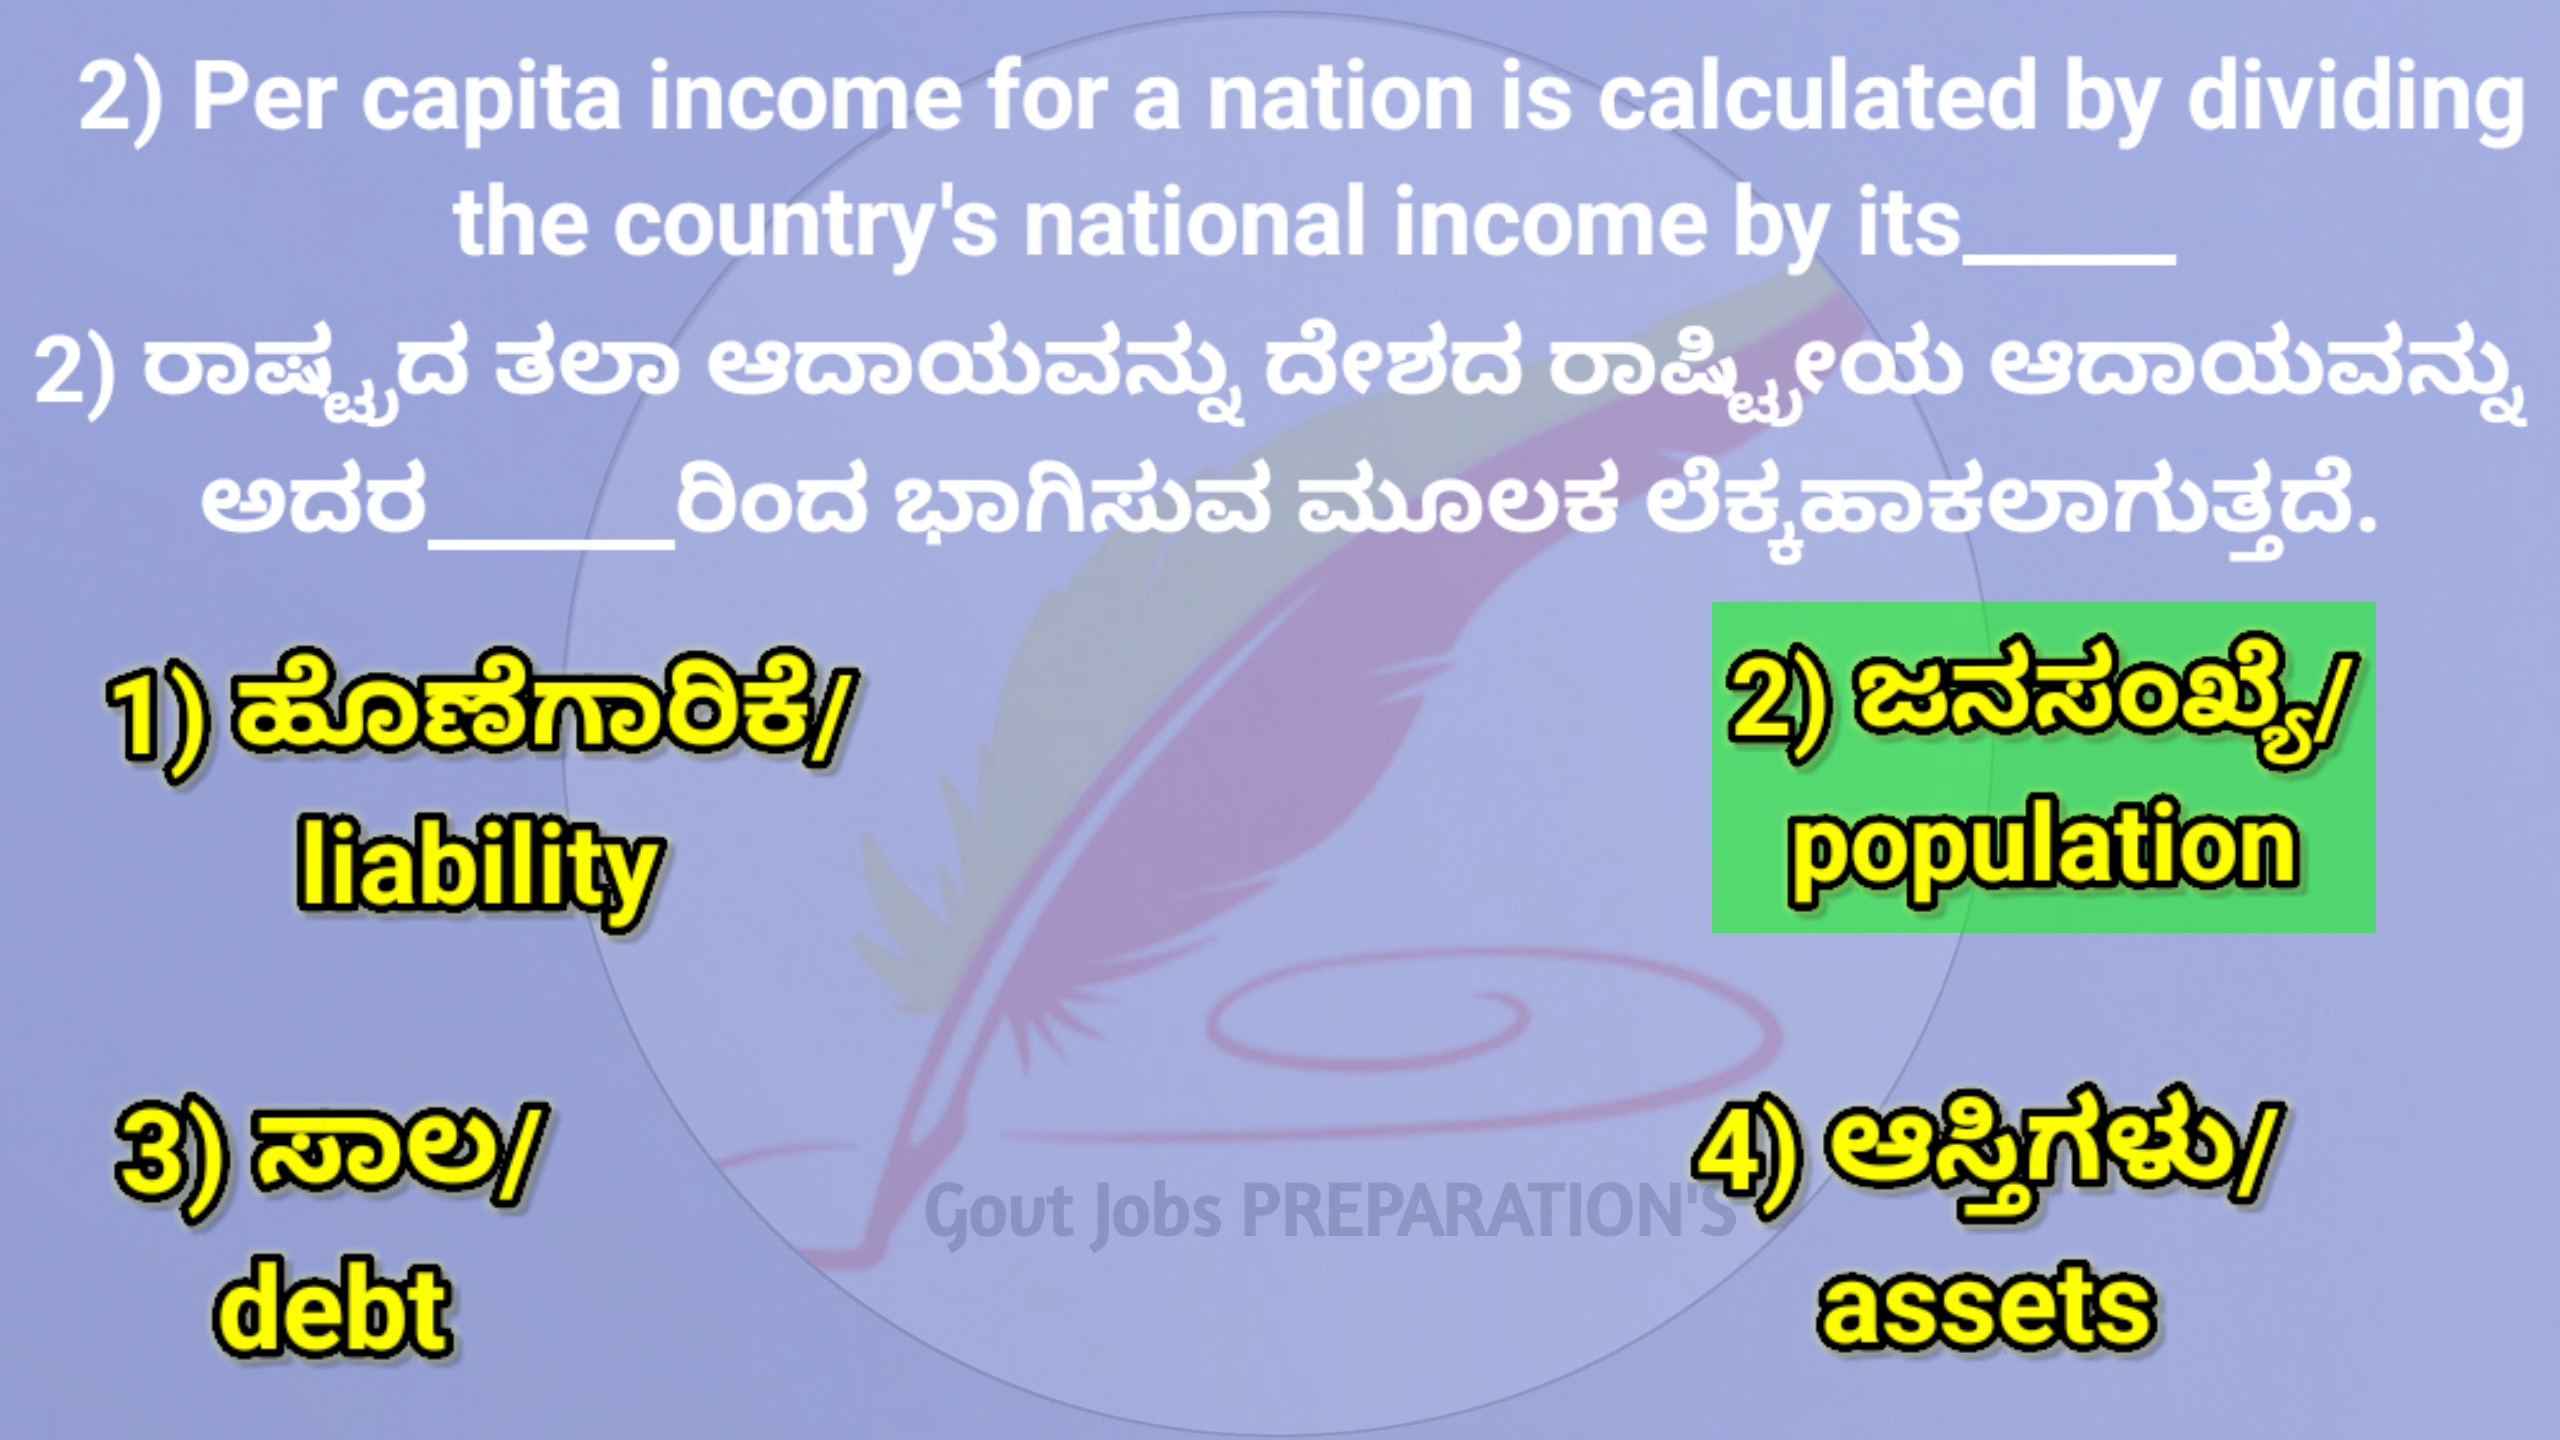 2) Per capita income for a nation is calculated by dividing
the country's national income by its_____
2) ರಾಷ್ಟ್ರದ ತಲಾ ಆದಾಯವನ್ನು ದೇಶದ ರಾಷ್ಟ್ರೀಯ ಆದಾಯವನ್ನು
ಅದರ_____ರಿಂದ ಭಾಗಿಸುವ ಮೂಲಕ ಲೆಕ್ಕಹಾಕಲಾಗುತ್ತದೆ.
1) ಹೊಣೆಗಾರಿಕೆ/
liability
2) ಜನಸಂಖ್ಯೆ/
population
3) ಸಾಲ/
debt
4) ಆಸ್ತಿಗಳು/
assets
Govt Jobs PREPARATION'S